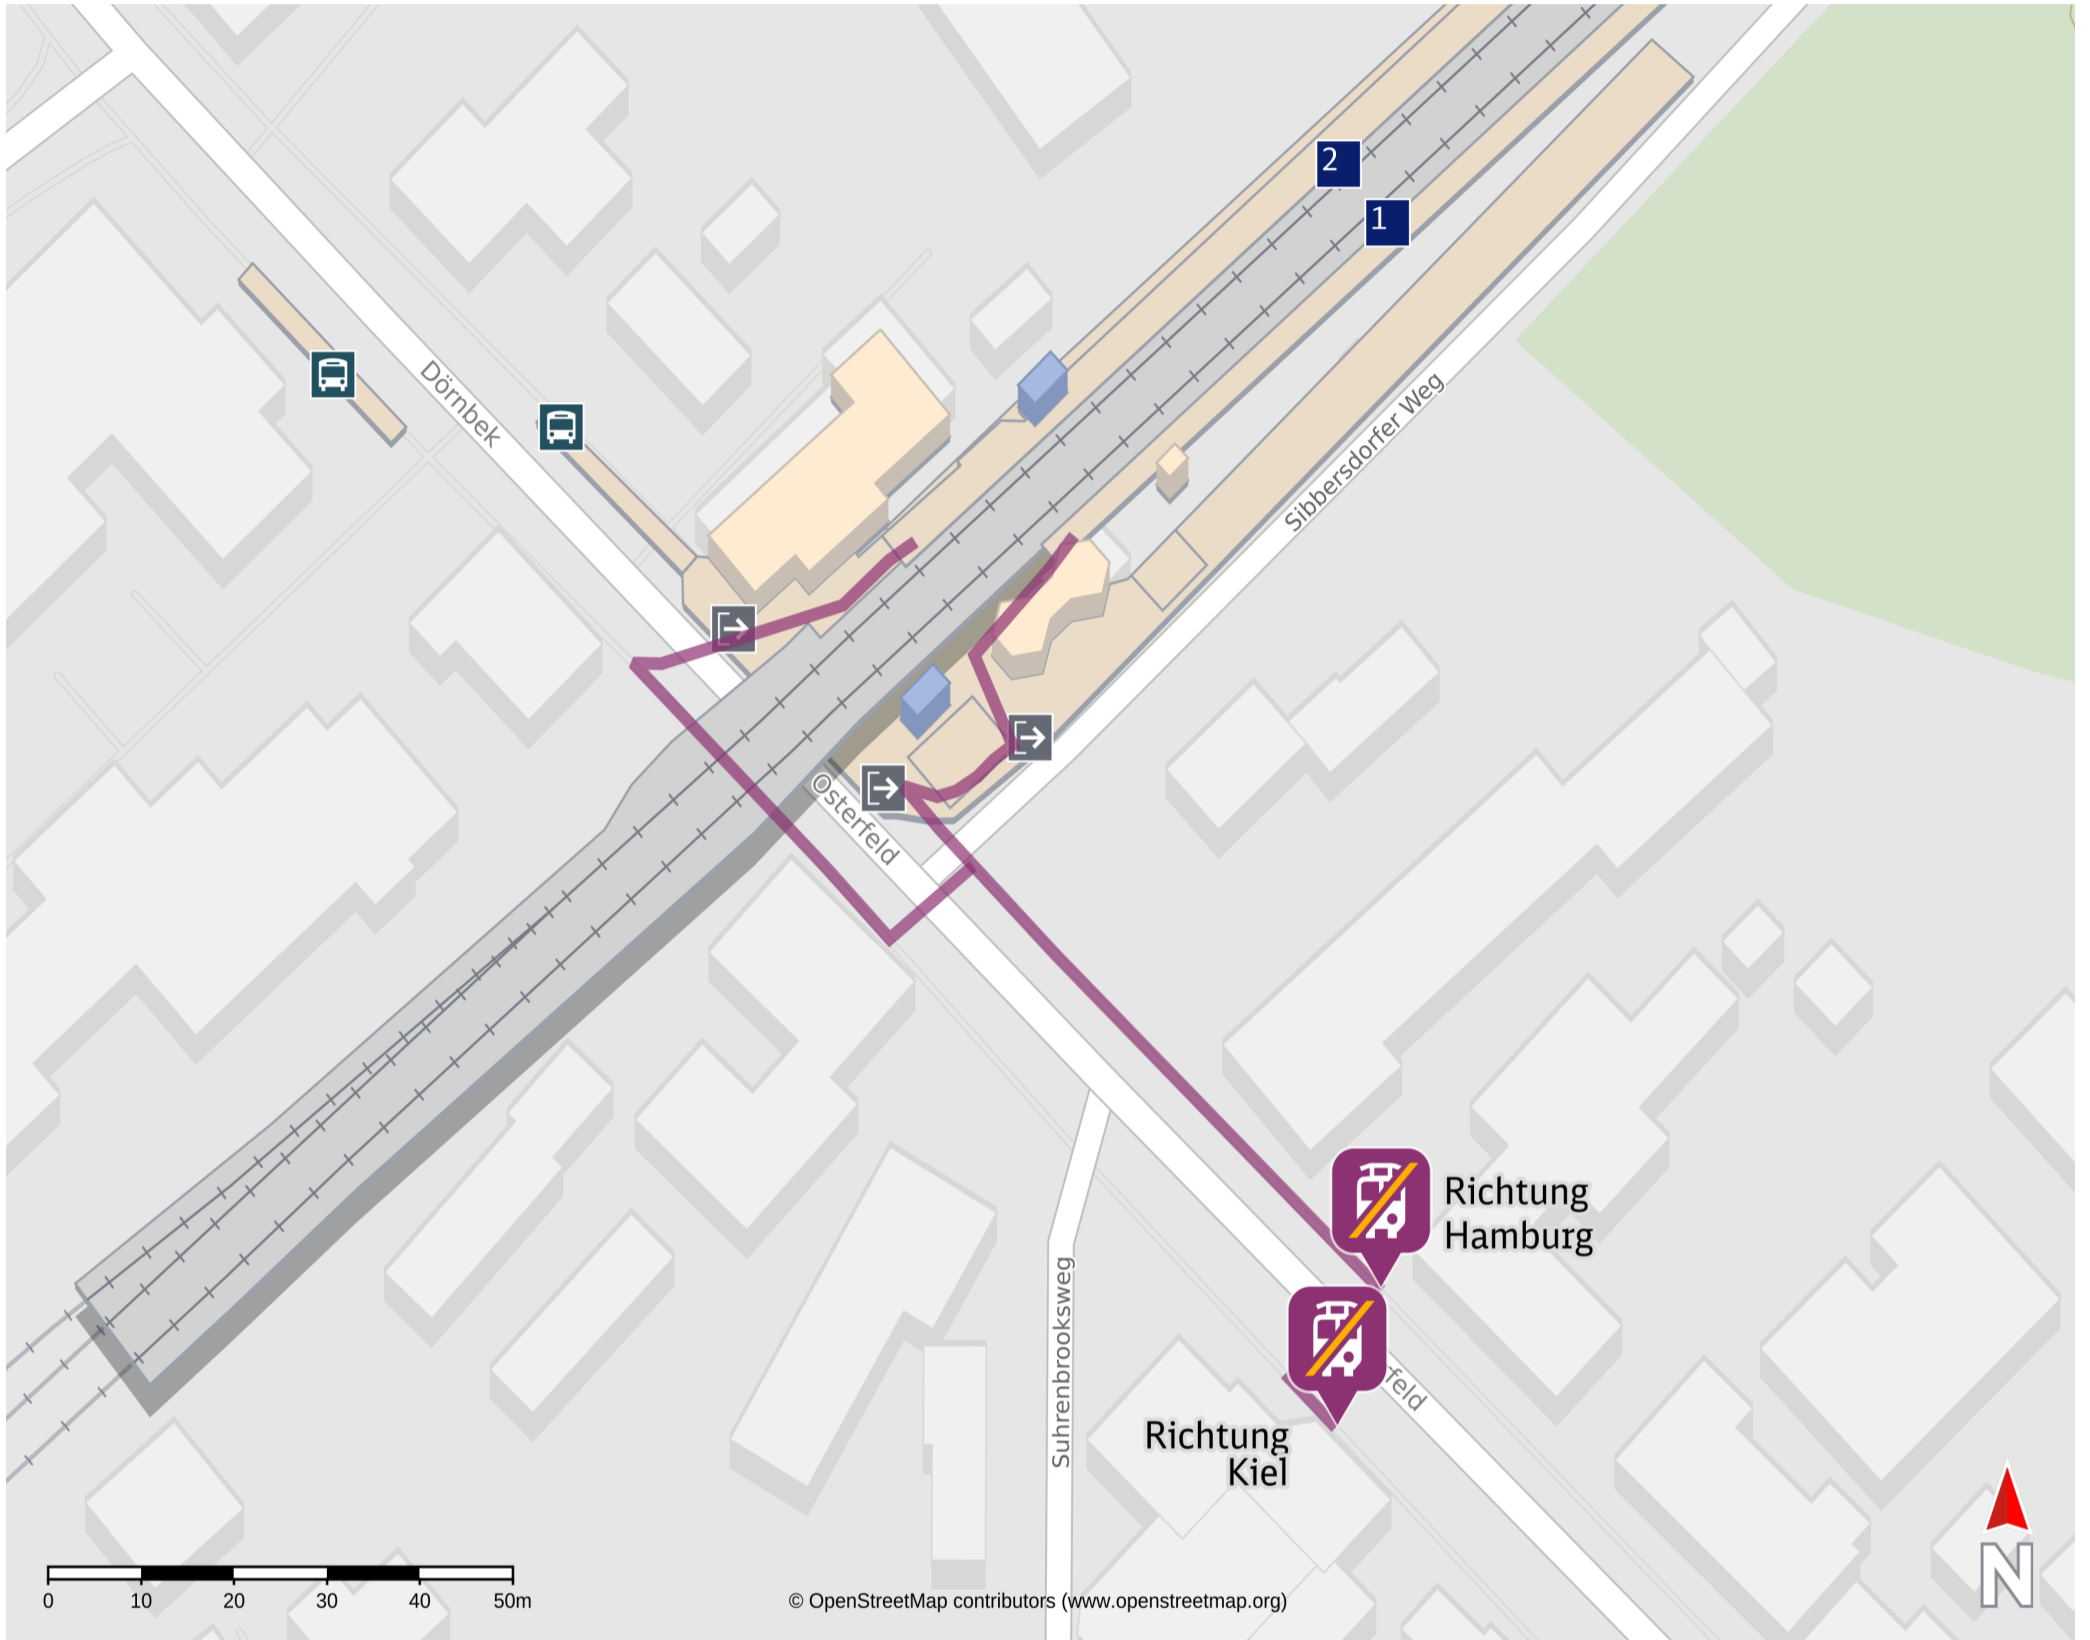 2
1
Dörnbek
Sibbersdorfer Weg
Osterfeld
Richtung
Hamburg
Suhrenbrooksweg
feld
Richtung
Kiel
N
0 10 20 30 40 50m
© OpenStreetMap contributors (www.openstreetmap.org)